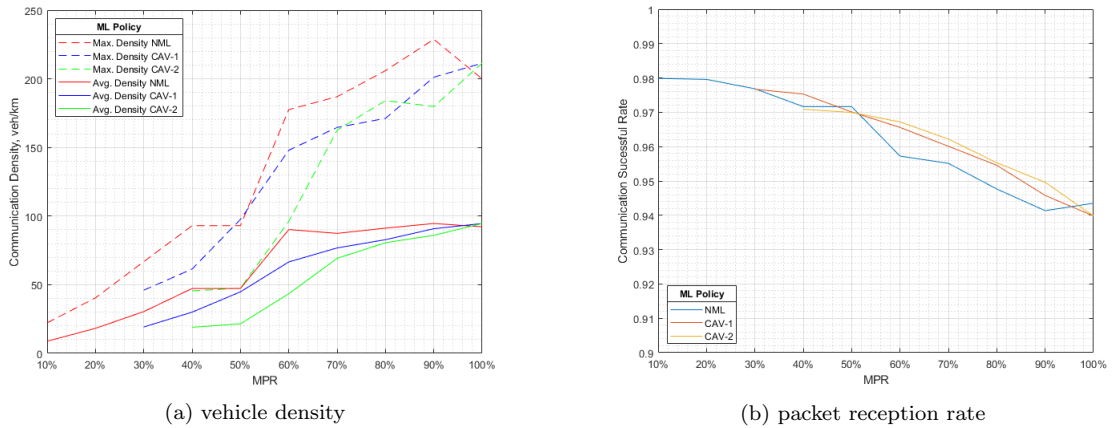 250
200
150
100
50
0
Communication Density, veh/km
ML Policy
Max. Density NML
Max. Density CAV-1
Max. Density CAV-2
Avg. Density NML
Avg. Density CAV-1
Avg. Density CAV-2
10% 20% 30% 40% 50% 60% 70% 80% 90% 100%
MPR
(a) vehicle density
1
0.99
0.98
0.97
0.96
0.95
0.94
0.93
0.92
0.91
0.9
Communication Sucessful Rate
ML Policy
NML
CAV-1
CAV-2
10% 20% 30% 40% 50% 60% 70% 80% 90% 100%
MPR
(b) packet reception rate